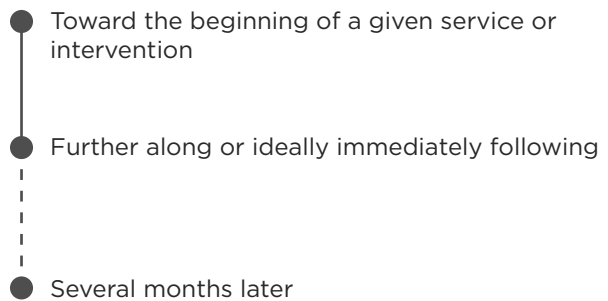 Toward the beginning of a given service or
intervention
Further along or ideally immediately following
Several months later